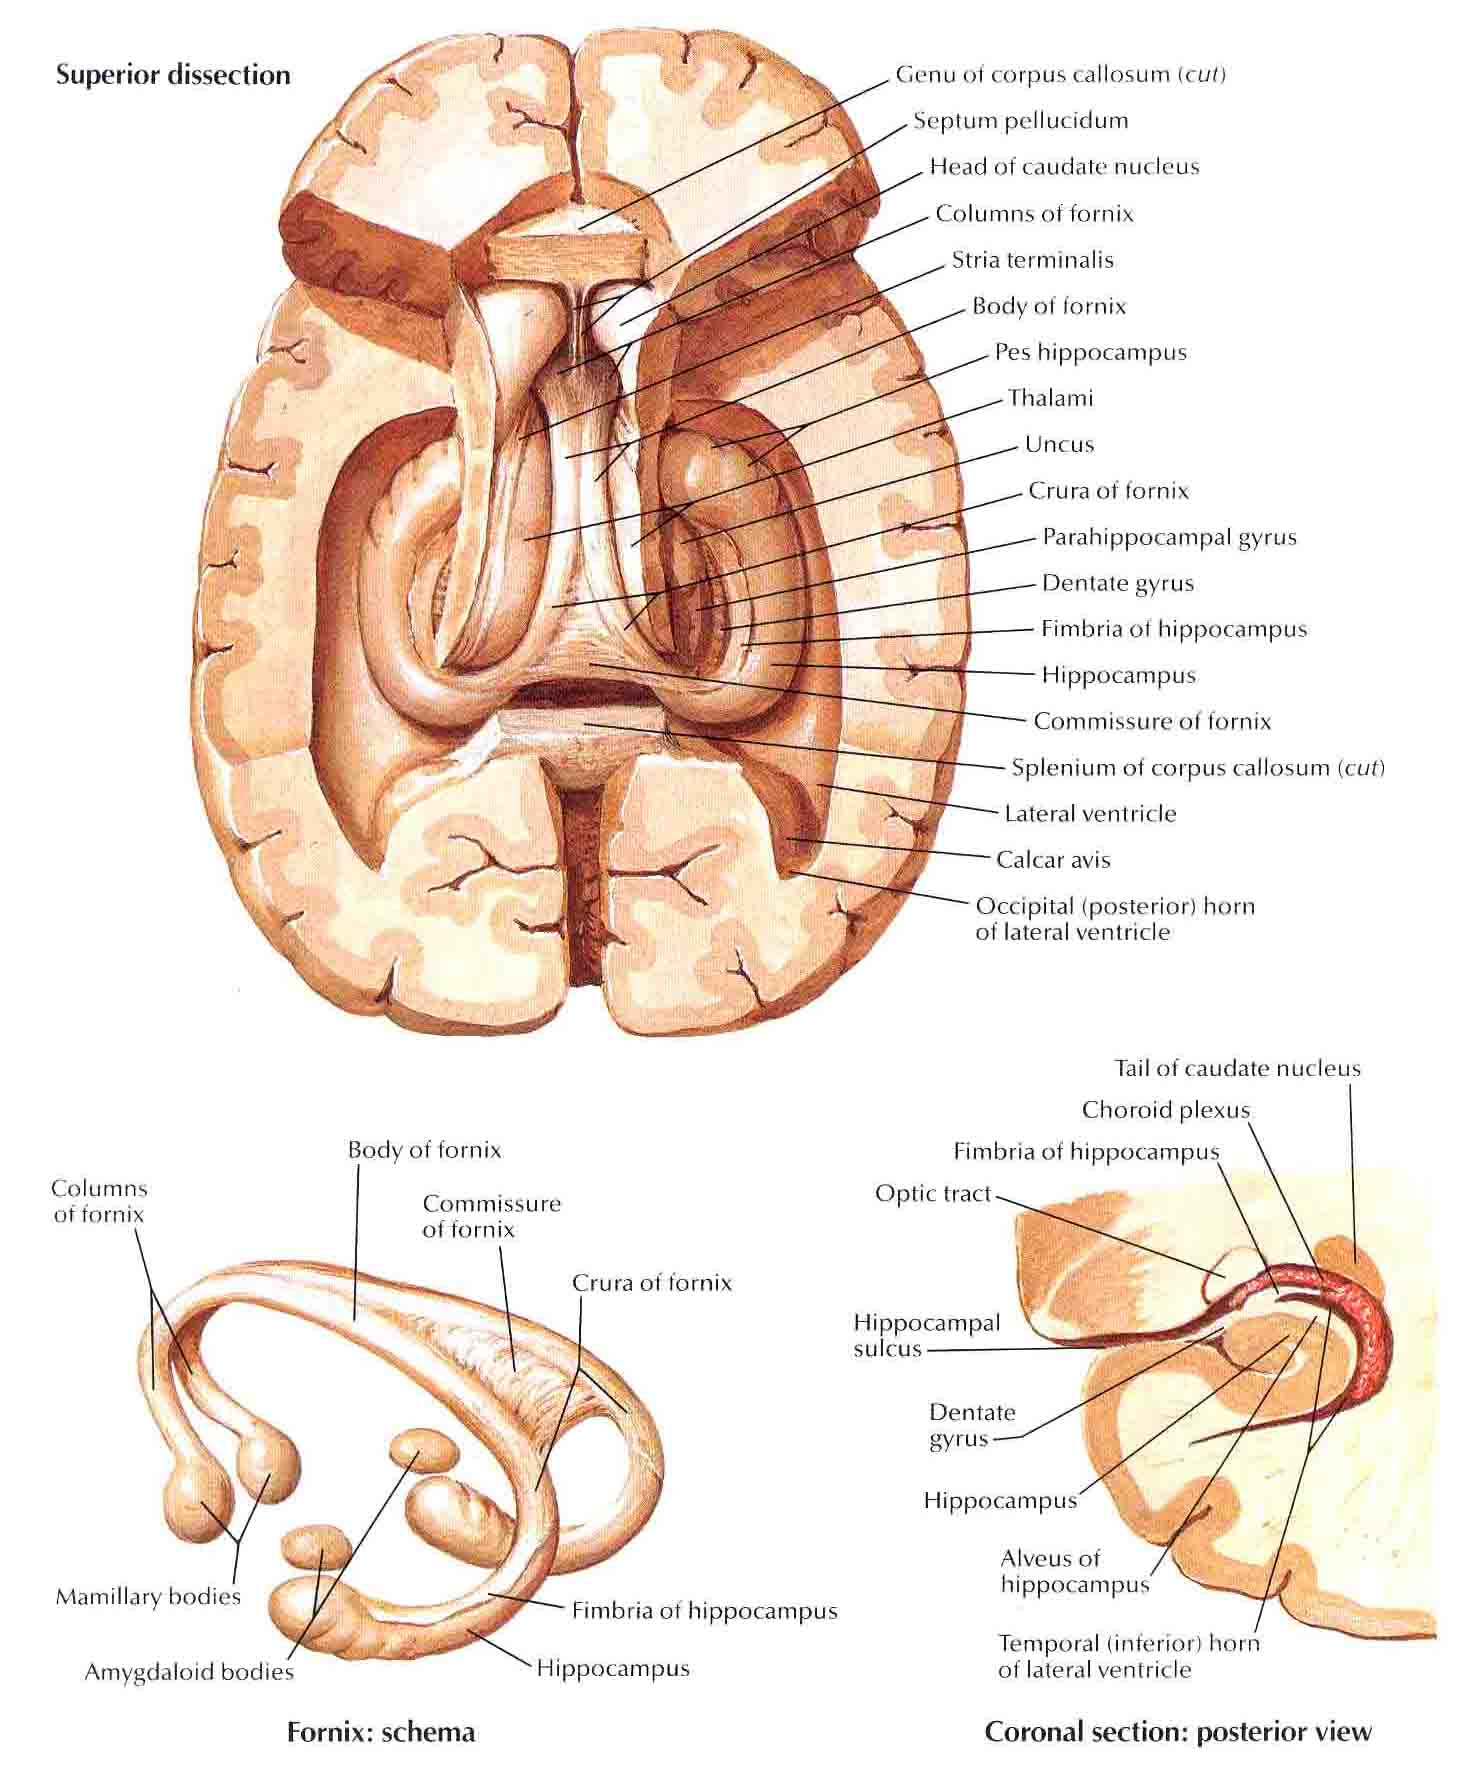 Superior dissection
Genu of corpus callosum (cut)
Septum pellucidum
Head of caudate nucleus
Columns of fornix
Stria terminalis
Body of fornix
Pes hippocampus
Thalami
Uncus
Crura of fornix
Parahippocampal gyrus
Dentate gyrus
Fimbria of hippocampus
Hippocampus
Commissure of fornix
Splenium of corpus callosum (cut)
Lateral ventricle
Calcar avis
Occipital (posterior) horn
of lateral ventricle
Body of fornix
Columns
of fornix
Commissure
of fornix
Crura of fornix
Mamillary bodies
Amygdaloid bodies
Fimbria of hippocampus
Hippocampus
Fornix: schema
Tail of caudate nucleus
Choroid plexus
Fimbria of hippocampus
Optic tract
Hippocampal
sulcus
Dentate
gyrus
Hippocampus
Alveus of
hippocampus
Temporal (inferior) horn
of lateral ventricle
Coronal section: posterior view